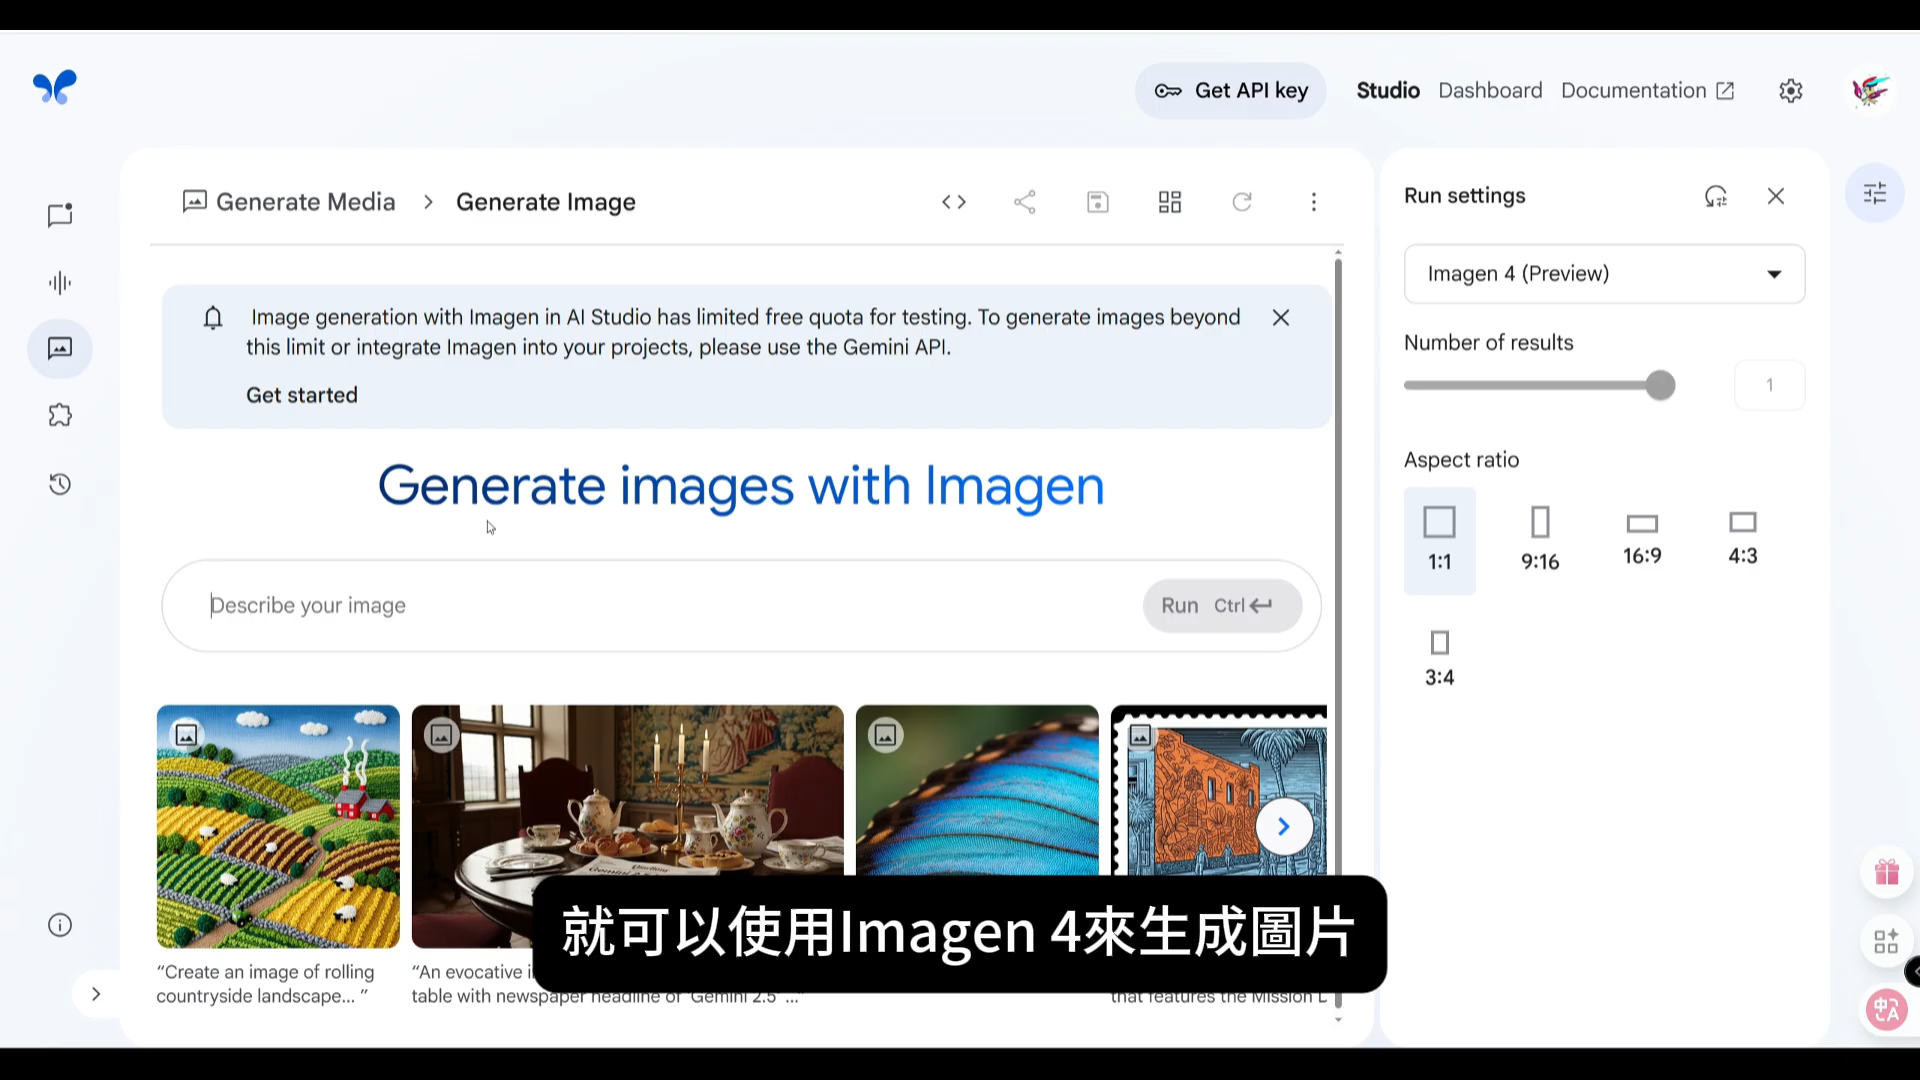 Get API key
Studio
Dashboard
Documentation
Generate Media > Generate Image
Image generation with Imagen in AI Studio has limited free quota for testing. To generate images beyond
this limit or integrate Imagen into your projects, please use the Gemini API.
Get started
Generate images with Imagen
Describe your image
Run Ctrl
"Create an image of rolling
countryside landscape... "
"An evocative
table with newspaper headline of 'Gemini 2.5' ..."
that features the Mission
就可以使用Imagen 4來生成圖片
Run settings
Imagen 4 (Preview)
Number of results
1
Aspect ratio
1:1
9:16
16:9
4:3
3:4
中A